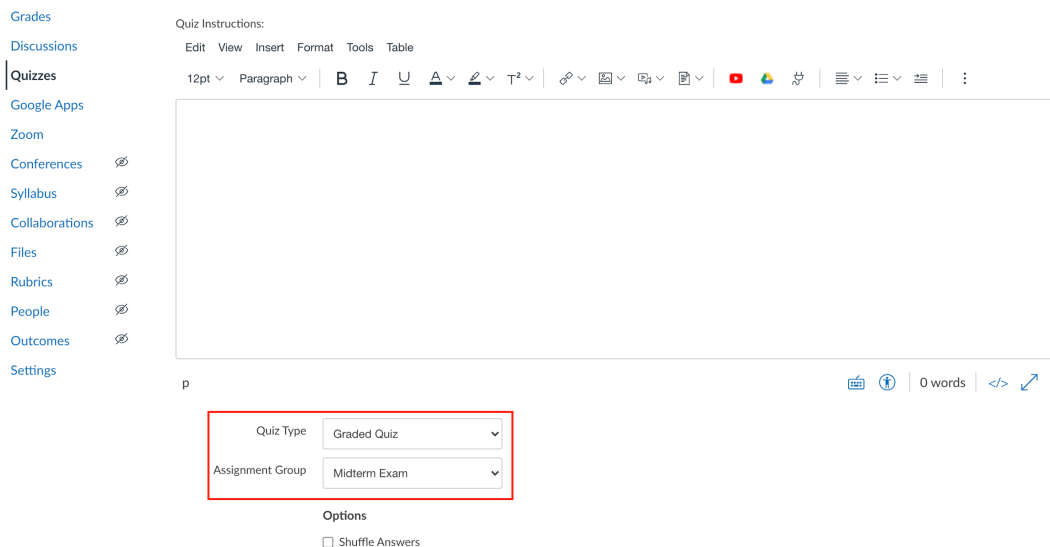 Grades
Discussions
Quizzes
Google Apps
Zoom
Conferences
Syllabus
Collaborations
Files
Rubrics
People
Outcomes
Settings
Quiz Instructions:
Edit View Insert Format Tools Table
12pt Paragraph B I U A T²
p
0 words </>
Quiz Type Graded Quiz
Assignment Group Midterm Exam
Options
Shuffle Answers